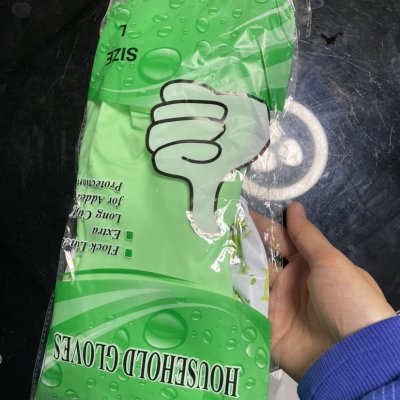 HOUSEHOLD GLOVES
Flock Lined
Extra
Long Cuff
for Added
Protection
SIZE
L